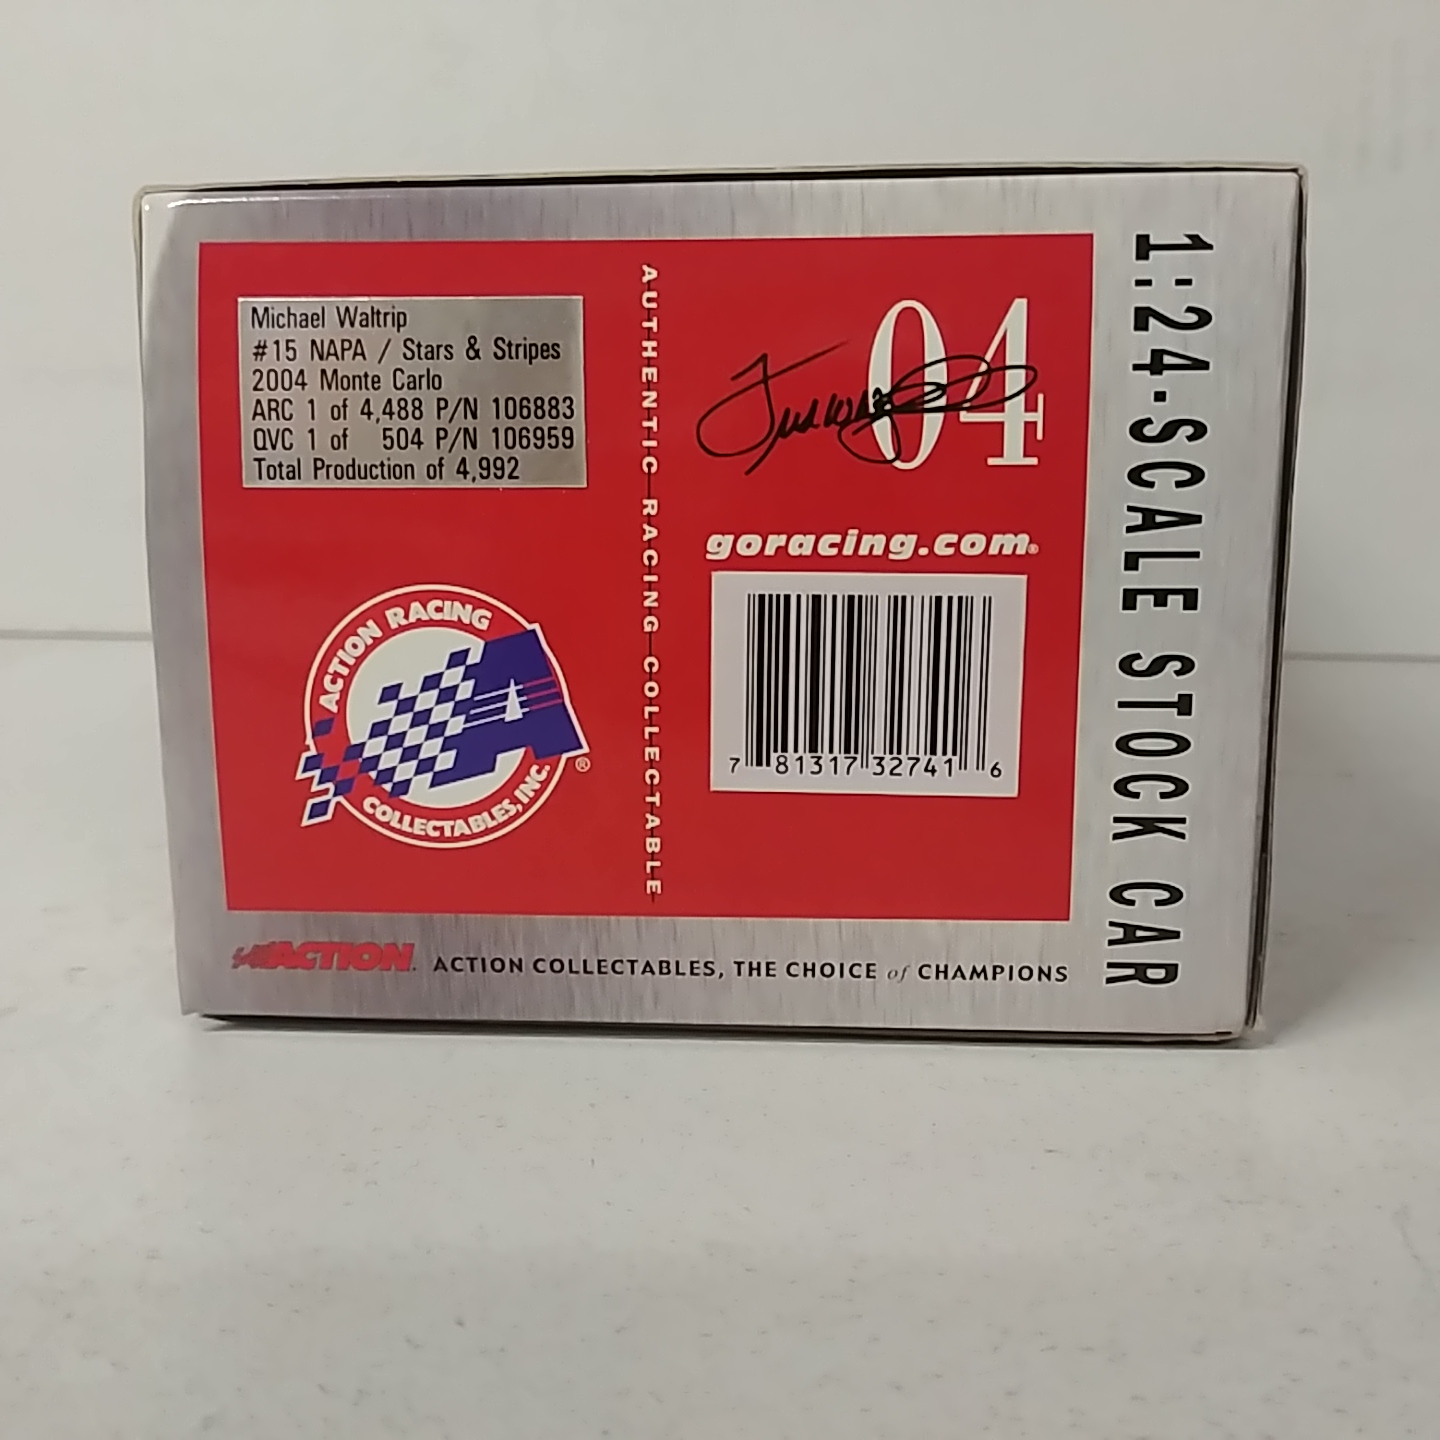 Michael Waltrip
#15 NAPA / Stars & Stripes
2004 Monte Carlo
ARC 1 of 4,488 P/N 106883
QVC 1 of 504 P/N 106959
Total Production of 4,992
ACTION RACING
COLLECTABLES, INC.
®
AUTHENTIC RACING COLLECTABLE
04
goracing.com®
7 81317 32741 6
1:24-SCALE STOCK CAR
ACTION.
ACTION COLLECTABLES, THE CHOICE of CHAMPIONS